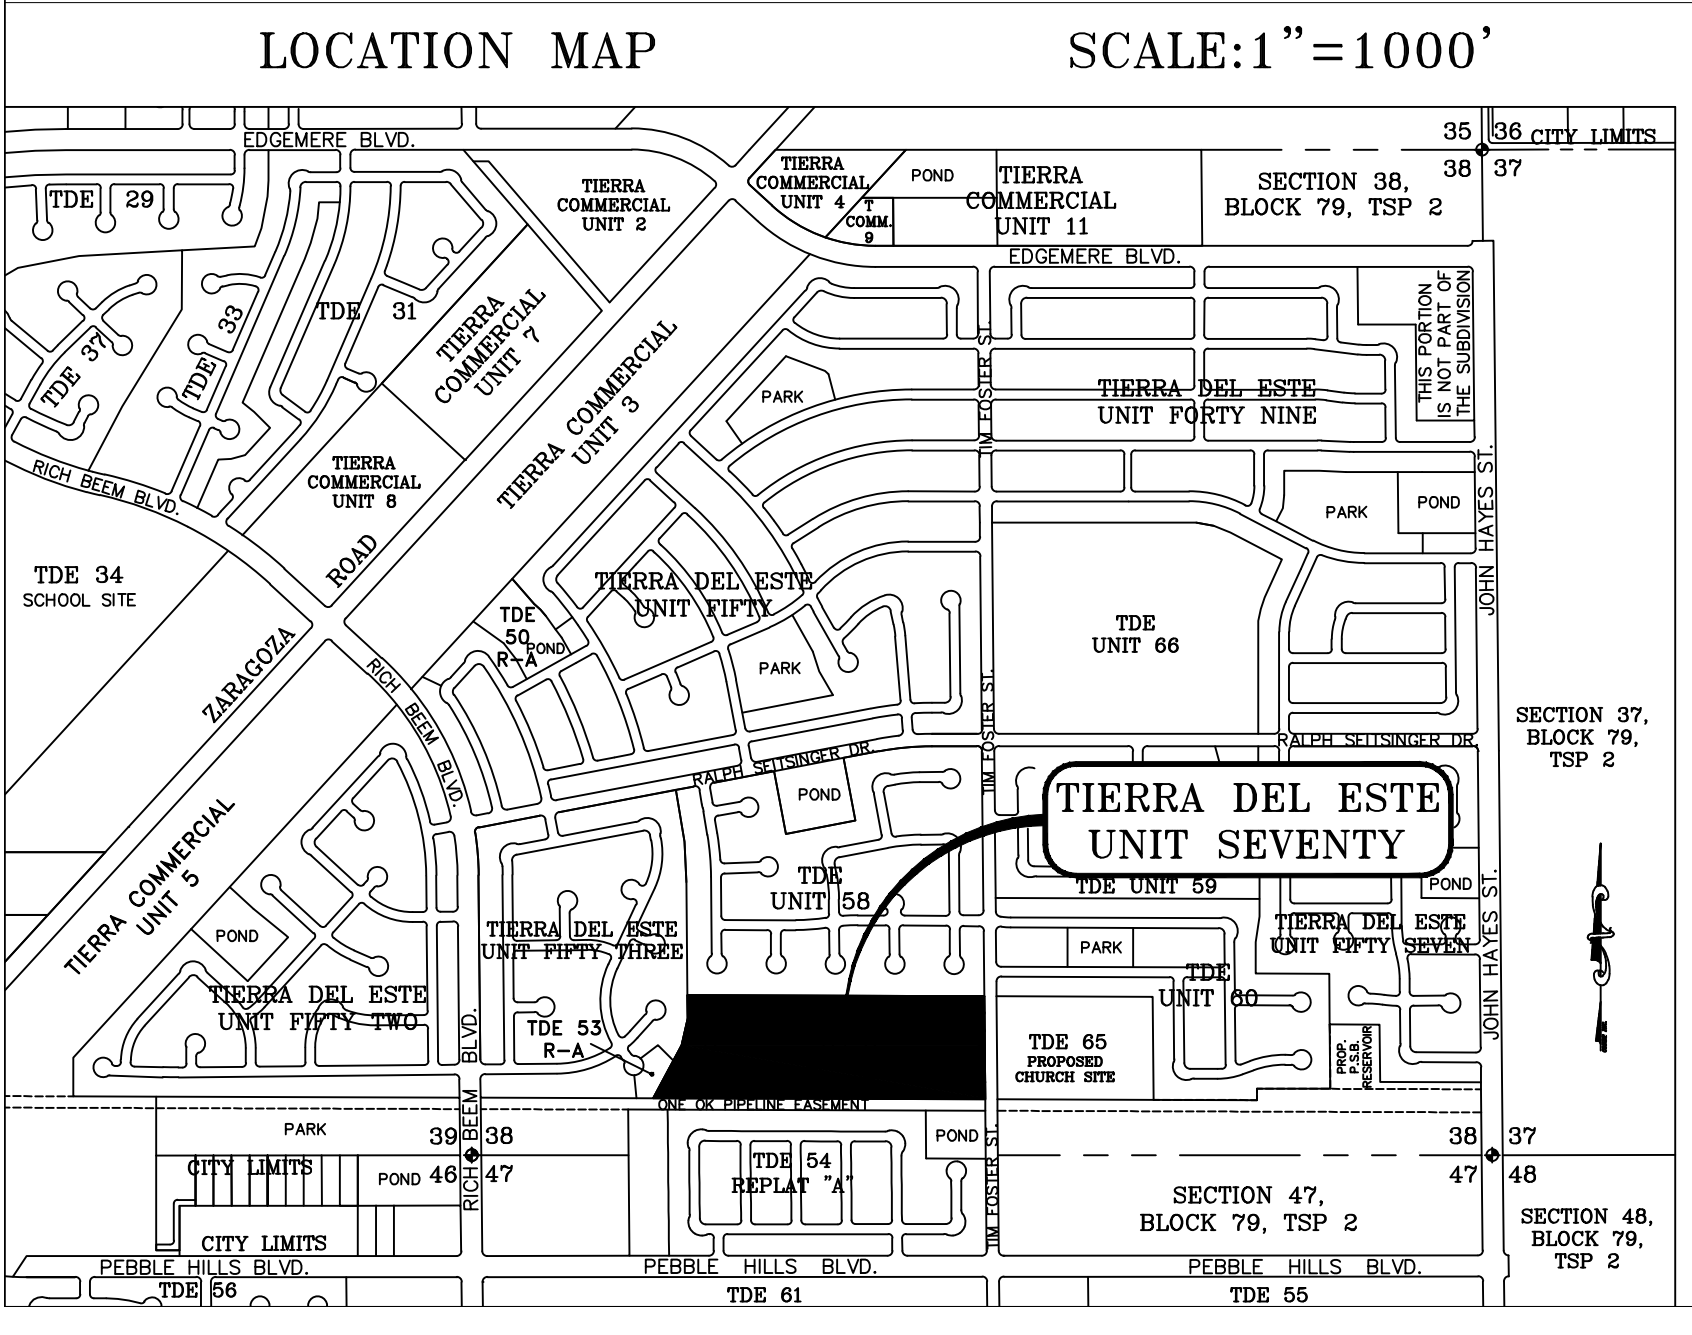 LOCATION MAP
SCALE:1"=1000'
EDGEMERE BLVD.
35
36
CITY LIMITS
38
37
TIERRA
COMMERCIAL
UNIT 4
POND
TIERRA
COMMERCIAL
UNIT 11
SECTION 38,
BLOCK 79, TSP 2
TDE 29
TIERRA
COMMERCIAL
UNIT 2
T
COMM.
9
EDGEMERE BLVD.
TDE 33
TDE 31
TDE 37
TIERRA
COMMERCIAL
UNIT 7
TIERRA COMMERCIAL
UNIT 3
THIS PORTION
IS NOT PART OF
THE SUBDIVISION
TIM FOSTER ST.
PARK
TIERRA DEL ESTE
UNIT FORTY NINE
RICH BEEM BLVD.
TIERRA
COMMERCIAL
UNIT 8
PARK
POND
JOHN HAYES ST.
ROAD
TDE 34
SCHOOL SITE
TIERRA DEL ESTE
UNIT FIFTY
TDE
50
R-A
POND
PARK
TDE
UNIT 66
ZARAGOZA
RICH BEEM BLVD.
TIM FOSTER ST.
SECTION 37,
BLOCK 79,
TSP 2
RALPH SEITSINGER DR.
RALPH SEITSINGER DR.
POND
TIERRA DEL ESTE
UNIT SEVENTY
TIERRA COMMERCIAL
UNIT 5
TDE
UNIT 58
TDE UNIT 59
POND
POND
TIERRA DEL ESTE
UNIT FIFTY THREE
PARK
TIERRA DEL ESTE
UNIT FIFTY SEVEN
JOHN HAYES ST.
TDE
UNIT 60
TIERRA DEL ESTE
UNIT FIFTY TWO
TDE 53
R-A
TDE 65
PROPOSED
CHURCH SITE
PROP.
P.S.B.
RESERVOIR
RICH BEEM BLVD.
ONE OK PIPELINE EASEMENT
PARK
39
38
POND
TIM FOSTER ST.
38
37
CITY LIMITS
POND
46
47
TDE 54
REPLAT "A"
47
48
SECTION 47,
BLOCK 79, TSP 2
SECTION 48,
BLOCK 79,
TSP 2
CITY LIMITS
PEBBLE HILLS BLVD.
PEBBLE HILLS BLVD.
PEBBLE HILLS BLVD.
TDE 56
TDE 61
TDE 55